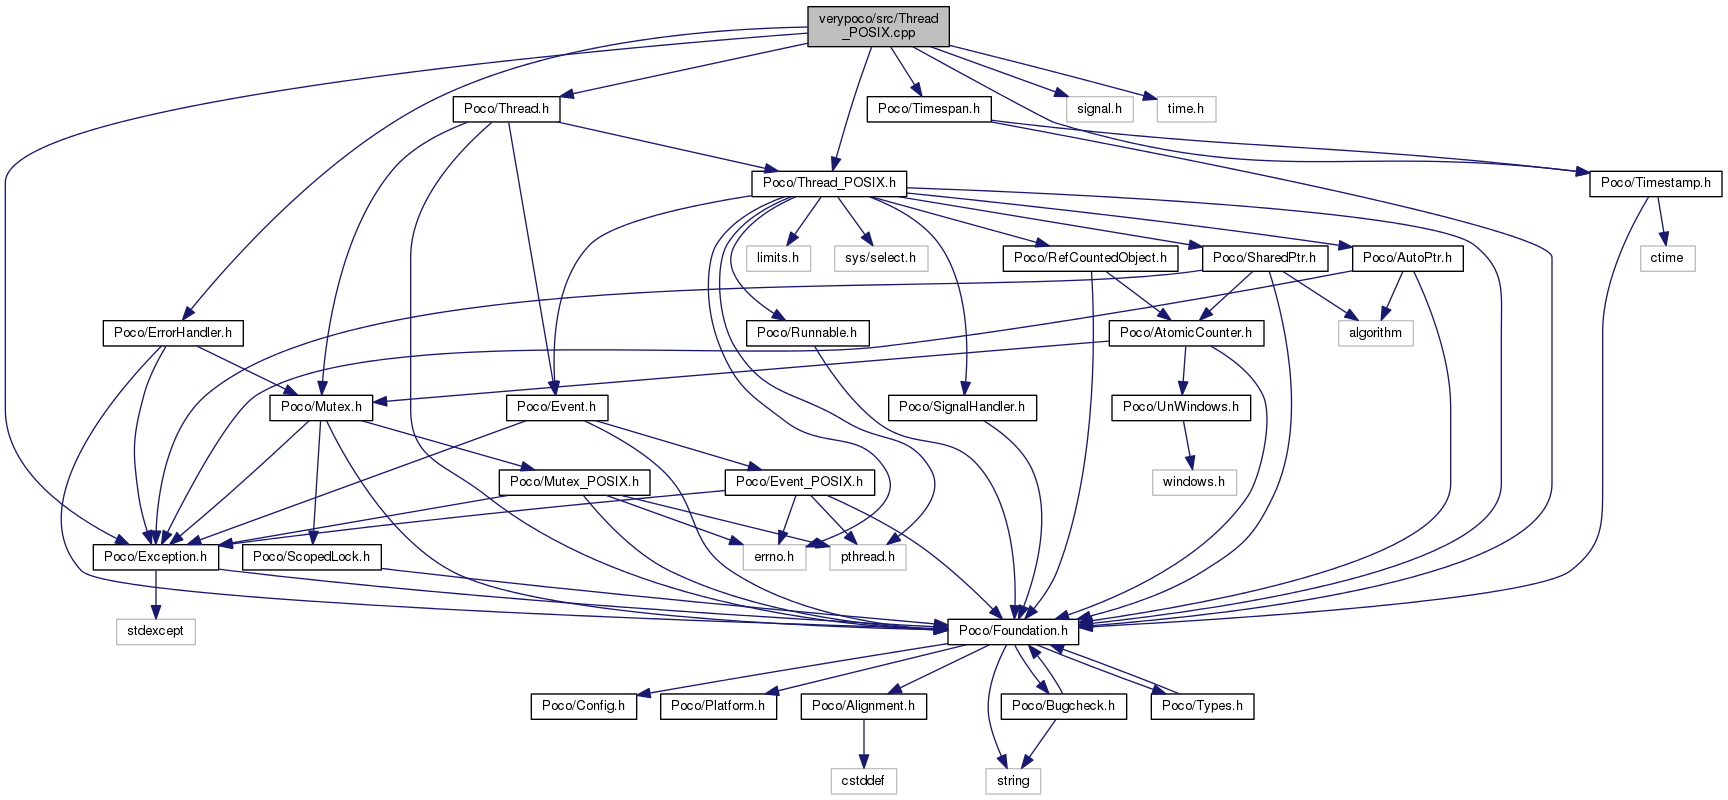 verypoco/src/Thread
_POSIX.cpp
Poco/Thread.h
Poco/Timespan.h
signal.h
time.h
Poco/Thread_POSIX.h
Poco/Timestamp.h
limits.h
sys/select.h
Poco/RefCountedObject.h
Poco/SharedPtr.h
Poco/AutoPtr.h
ctime
Poco/ErrorHandler.h
Poco/Runnable.h
Poco/AtomicCounter.h
algorithm
Poco/Mutex.h
Poco/Event.h
Poco/SignalHandler.h
Poco/UnWindows.h
Poco/Mutex_POSIX.h
Poco/Event_POSIX.h
windows.h
Poco/Exception.h
Poco/ScopedLock.h
errno.h
pthread.h
stdexcept
Poco/Foundation.h
Poco/Config.h
Poco/Platform.h
Poco/Alignment.h
Poco/Bugcheck.h
Poco/Types.h
cstddef
string